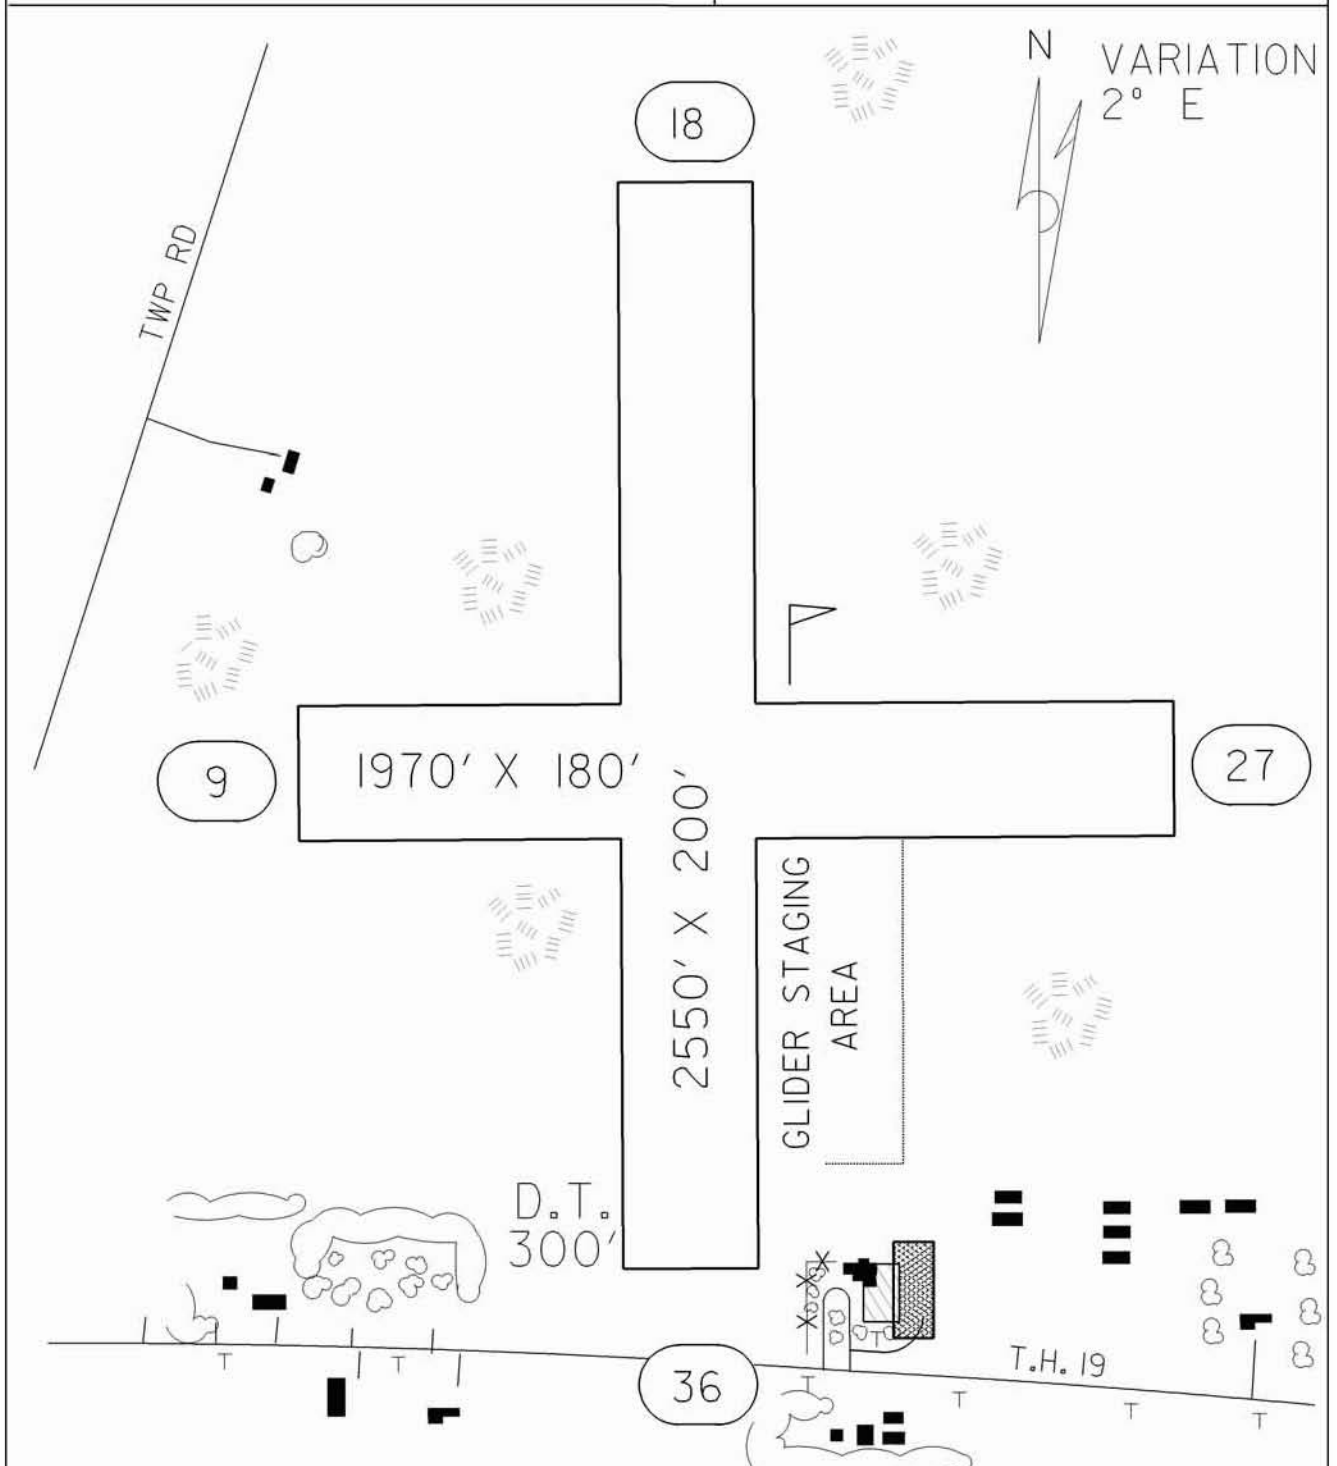 N
VARIATION
2° E
18
TWP RD
9
1970' X 180'
27
2550' X 200'
GLIDER STAGING
AREA
D.T.
300'
T.H. 19
36
T
T
T
T
T
T
T